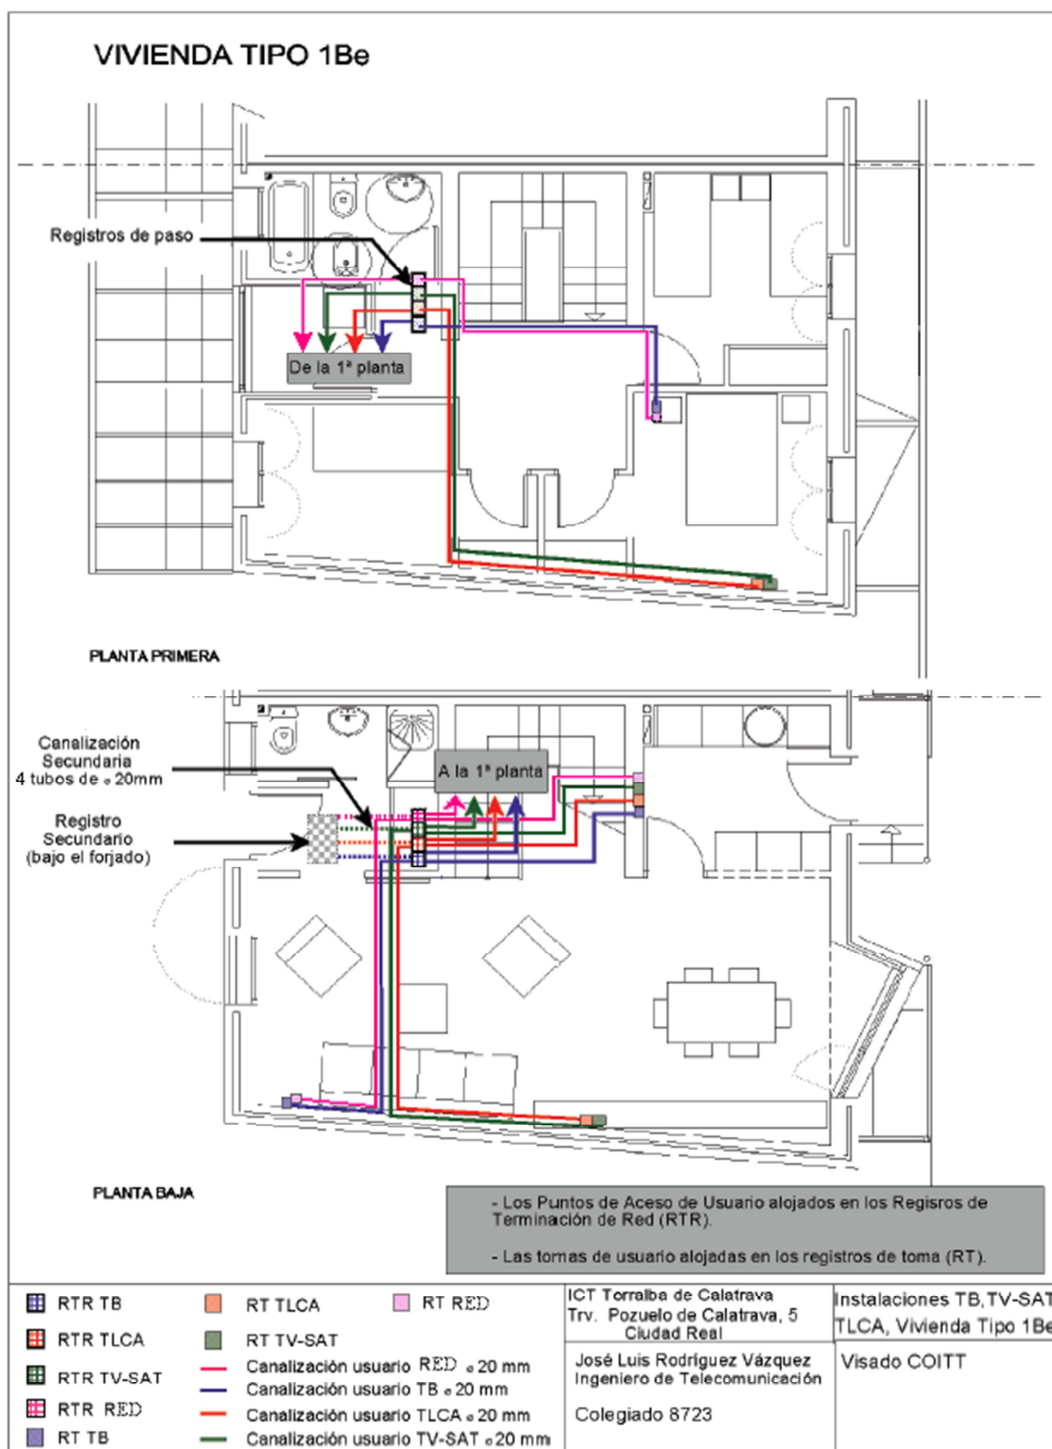 VIVIENDA TIPO 1Be
Registros de paso
De la 1ª planta
PLANTA PRIMERA
Canalización
Secundaria
4 tubos de ⌀ 20mm
A la 1ª planta
Registro
Secundario
(bajo el forjado)
PLANTA BAJA
- Los Puntos de Aceso de Usuario alojados en los Regisros de
Terminación de Red (RTR).
- Las tomas de usuario alojadas en los registros de toma (RT).
RTR TB
RTR TLCA
RTR TV-SAT
RTR RED
RT TB
RT TLCA
RT RED
RT TV-SAT
Canalización usuario RED ⌀ 20 mm
Canalización usuario TB ⌀ 20 mm
Canalización usuario TLCA ⌀ 20 mm
Canalización usuario TV-SAT ⌀ 20 mm
ICT Torralba de Calatrava
Trv. Pozuelo de Calatrava, 5
Ciudad Real
José Luis Rodríguez Vázquez
Ingeniero de Telecomunicación
Colegiado 8723
Instalaciones TB,TV-SAT
TLCA, Vivienda Tipo 1Be
Visado COITT